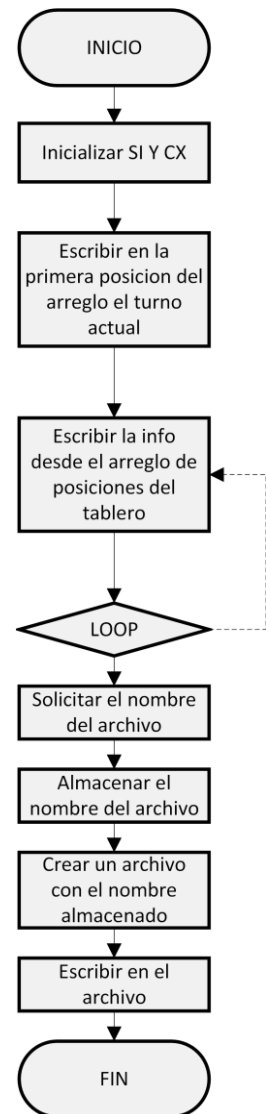 INICIO
Inicializar SI Y CX
Escribir en la
primera posicion del
arreglo el turno
actual
Escribir la info
desde el arreglo de
posiciones del
tablero
LOOP
Solicitar el nombre
del archivo
Almacenar el
nombre del archivo
Crear un archivo
con el nombre
almacenado
Escribir en el
archivo
FIN